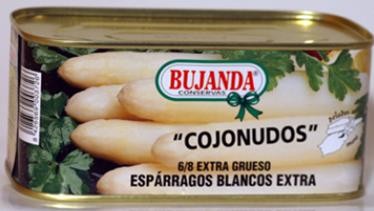 BUJANDA®
CONSERVAS
"COJONUDOS"
6/8 EXTRA GRUESO
ESPÁRRAGOS BLANCOS EXTRA